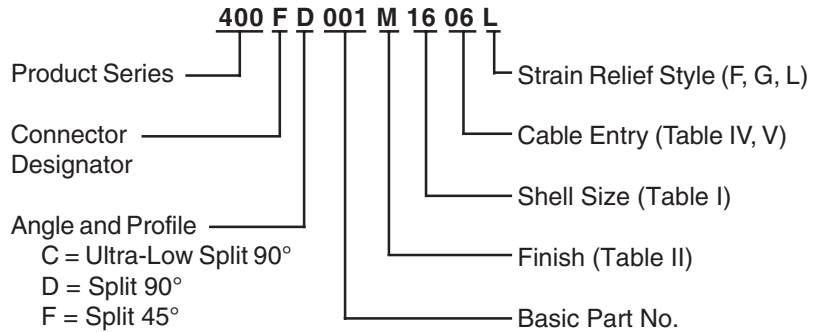 400 F D 001 M 16 06 L
Product Series
Connector
Designator
Angle and Profile
C = Ultra-Low Split 90°
D = Split 90°
F = Split 45°
Strain Relief Style (F, G, L)
Cable Entry (Table IV, V)
Shell Size (Table I)
Finish (Table II)
Basic Part No.